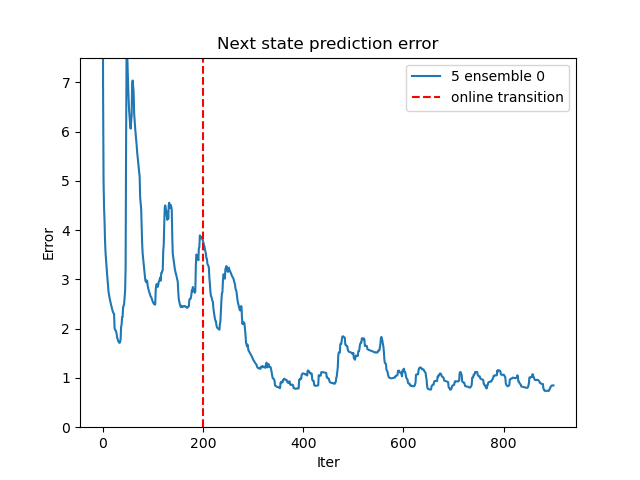 Next state prediction error
5 ensemble 0
online transition
Error
7
6
5
4
3
2
1
0
0 200 400 600 800
Iter